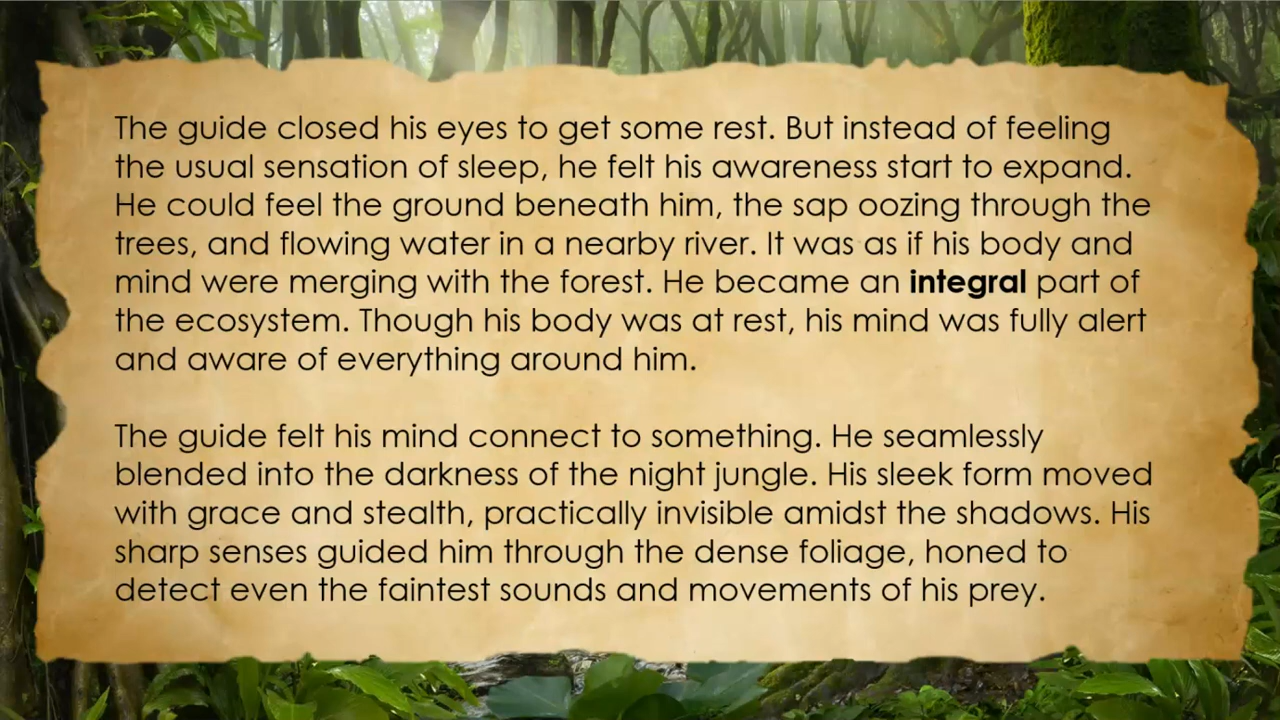 The guide closed his eyes to get some rest. But instead of feeling
the usual sensation of sleep, he felt his awareness start to expand.
He could feel the ground beneath him, the sap oozing through the
trees, and flowing water in a nearby river. It was as if his body and
mind were merging with the forest. He became an integral part of
the ecosystem. Though his body was at rest, his mind was fully alert
and aware of everything around him.
The guide felt his mind connect to something. He seamlessly
blended into the darkness of the night jungle. His sleek form moved
with grace and stealth, practically invisible amidst the shadows. His
sharp senses guided him through the dense foliage, honed to
detect even the faintest sounds and movements of his prey.